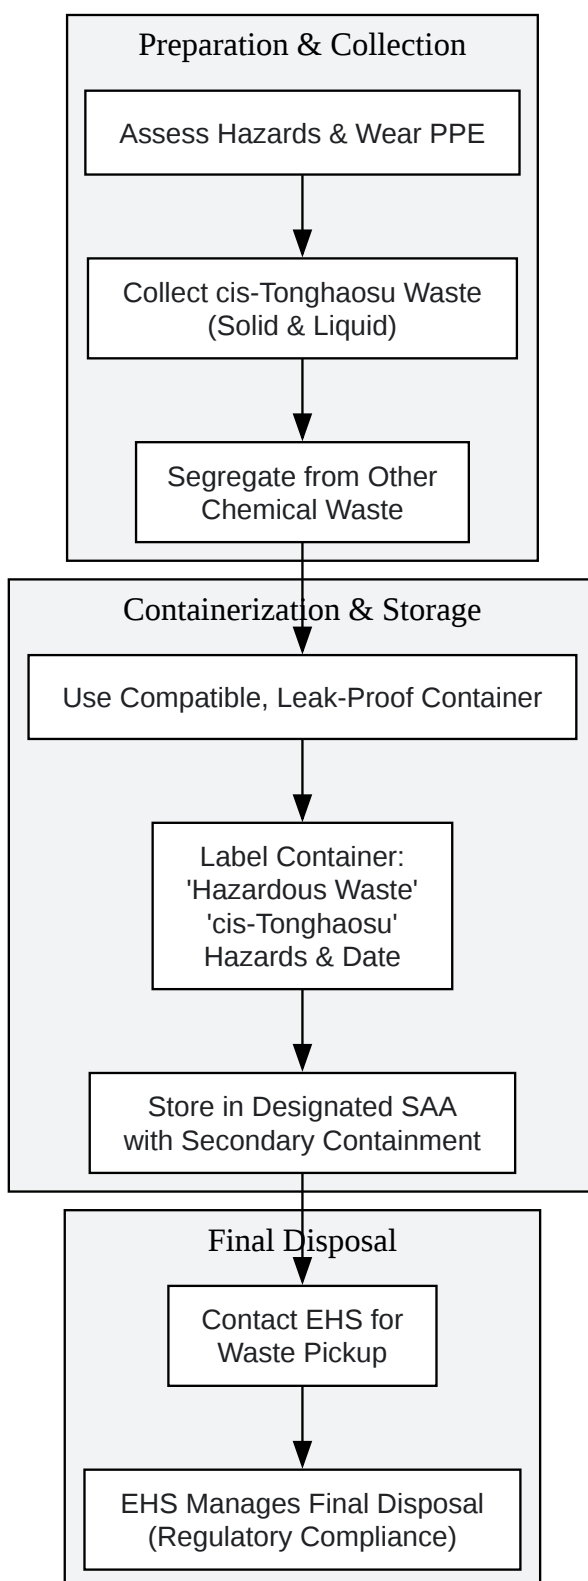 Preparation & Collection
Assess Hazards & Wear PPE
Collect cis-Tonghaosu Waste
(Solid & Liquid)
Segregate from Other
Chemical Waste
Containerization & Storage
Use Compatible, Leak-Proof Container
Label Container:
'Hazardous Waste'
'cis-Tonghaosu'
Hazards & Date
Store in Designated SAA
with Secondary Containment
Final Disposal
Contact EHS for
Waste Pickup
EHS Manages Final Disposal
(Regulatory Compliance)